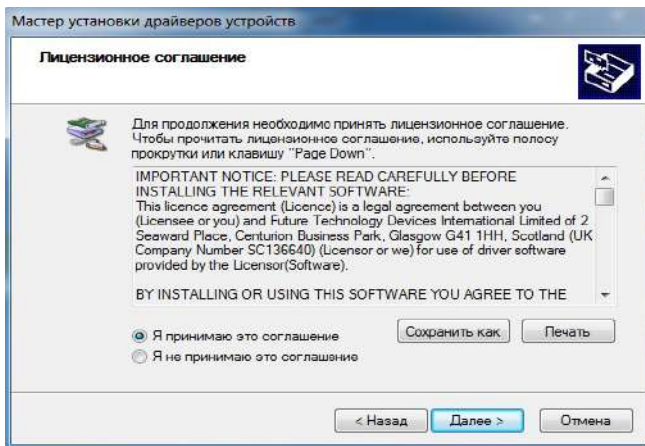 Мастер установки драйверов устройств
Лицензионное соглашение
Для продолжения необходимо принять лицензионное соглашение.
Чтобы прочитать лицензионное соглашение, используйте полосу
прокрутки или клавишу "Page Down".
IMPORTANT NOTICE: PLEASE READ CAREFULLY BEFORE
INSTALLING THE RELEVANT SOFTWARE:
This licence agreement (Licence) is a legal agreement between you
(Licensee or you) and Future Technology Devices International Limited of 2
Seaward Place, Centurion Business Park, Glasgow G41 1HH, Scotland (UK
Company Number SC136640) (Licensor or we) for use of driver software
provided by the Licensor(Software).
BY INSTALLING OR USING THIS SOFTWARE YOU AGREE TO THE
Я принимаю это соглашение
Сохранить как
Печать
Я не принимаю это соглашение
< Назад
Далее >
Отмена